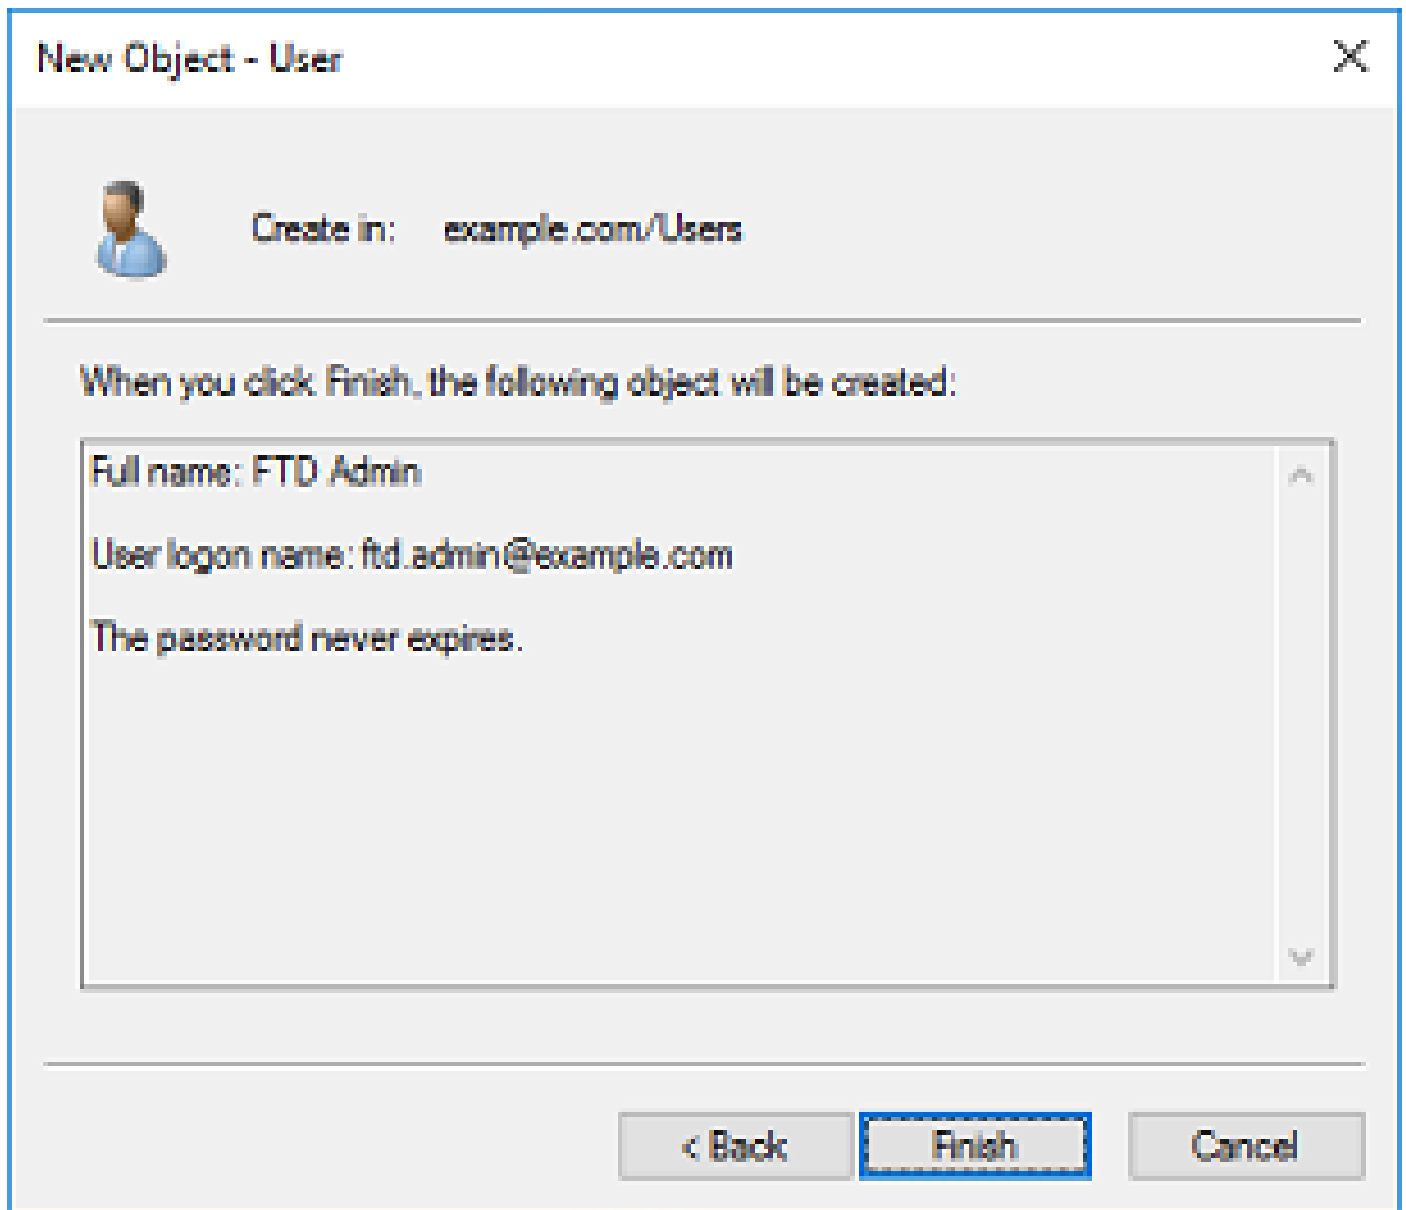 New Object - User
Create in: example.com/Users
When you click Finish, the following object will be created:
Full name: FTD Admin
User logon name: ftd.admin@example.com
The password never expires.
< Back Finish Cancel